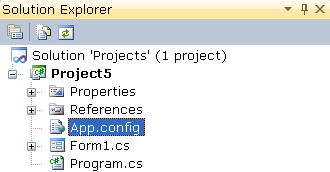 Solution Explorer
Solution 'Projects' (1 project)
Project5
Properties
References
App.config
Form1.cs
Program.cs